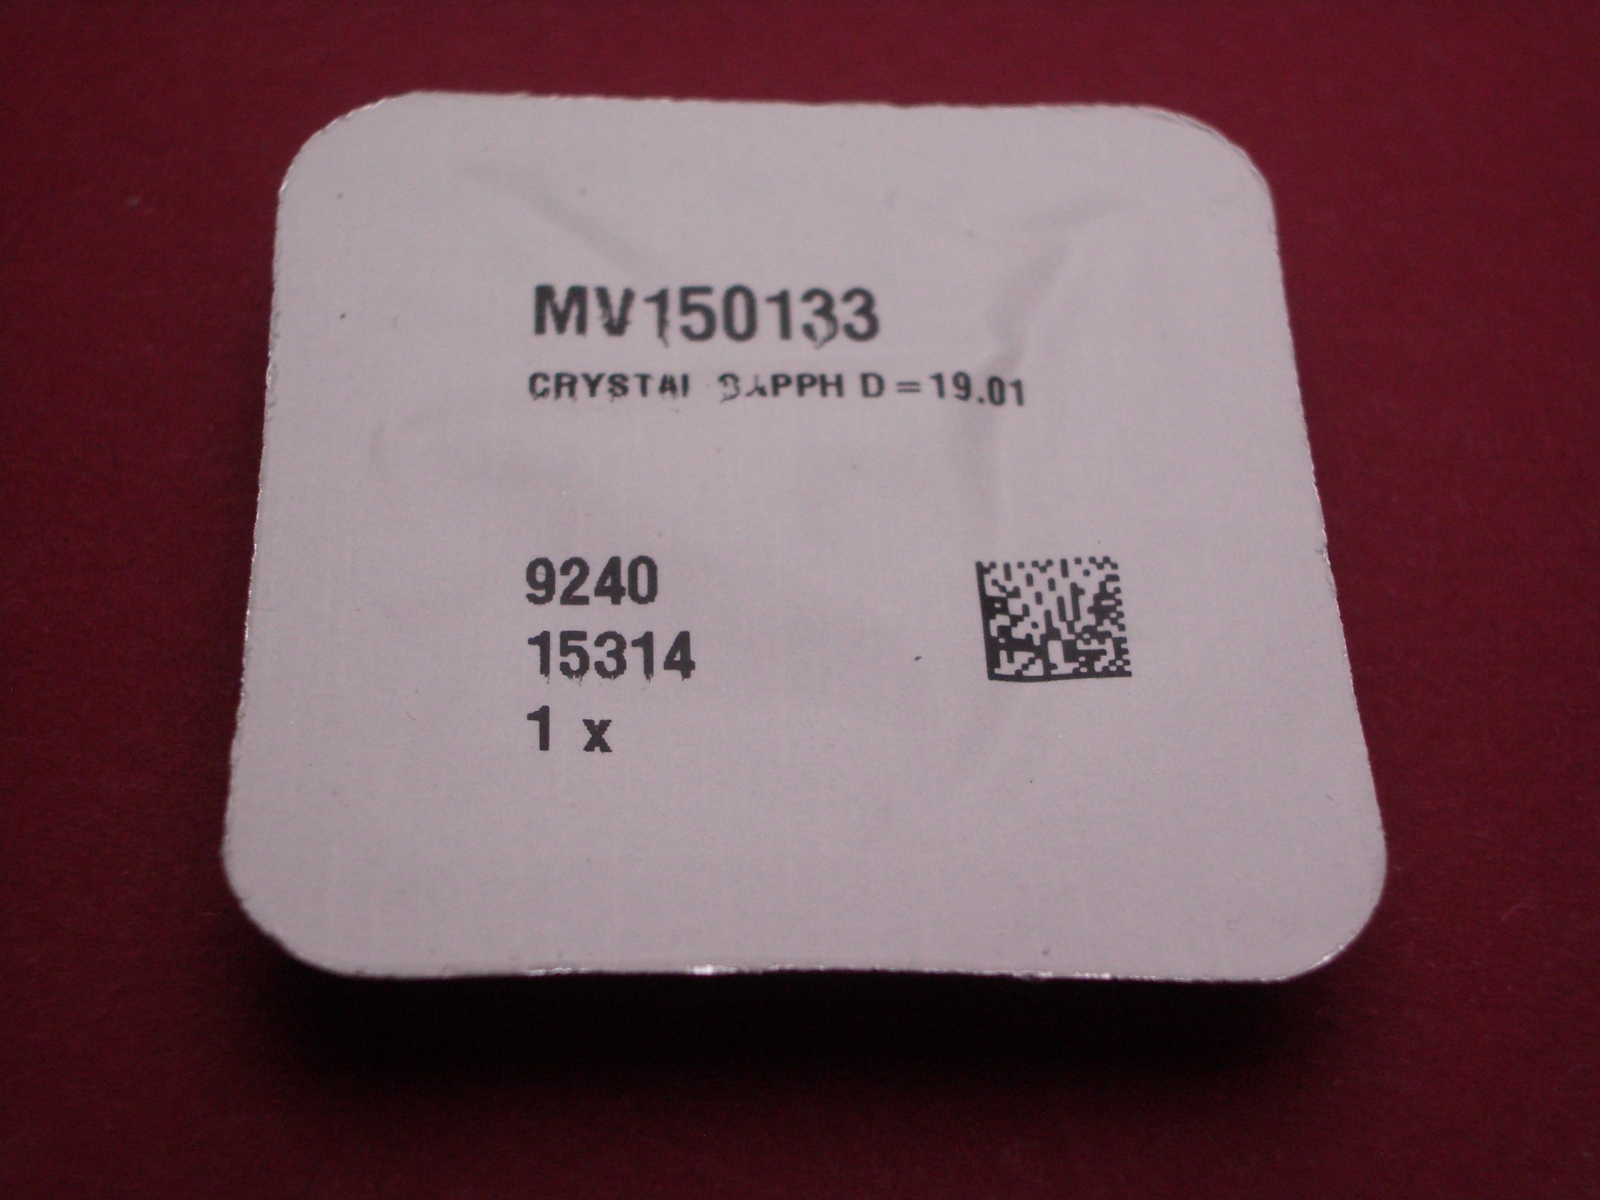 MV150133
CRYSTAL SAPPH D = 19.01
9240
15314
1 x